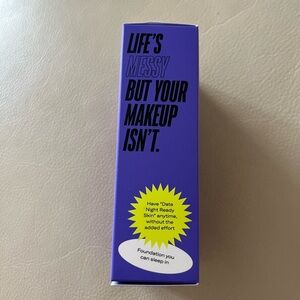 LIFE'S
MESSY
BUT YOUR
MAKEUP
ISN'T.
Have "Date
Night Ready
Skin" anytime,
without the
added effort
Foundation you
can sleep in